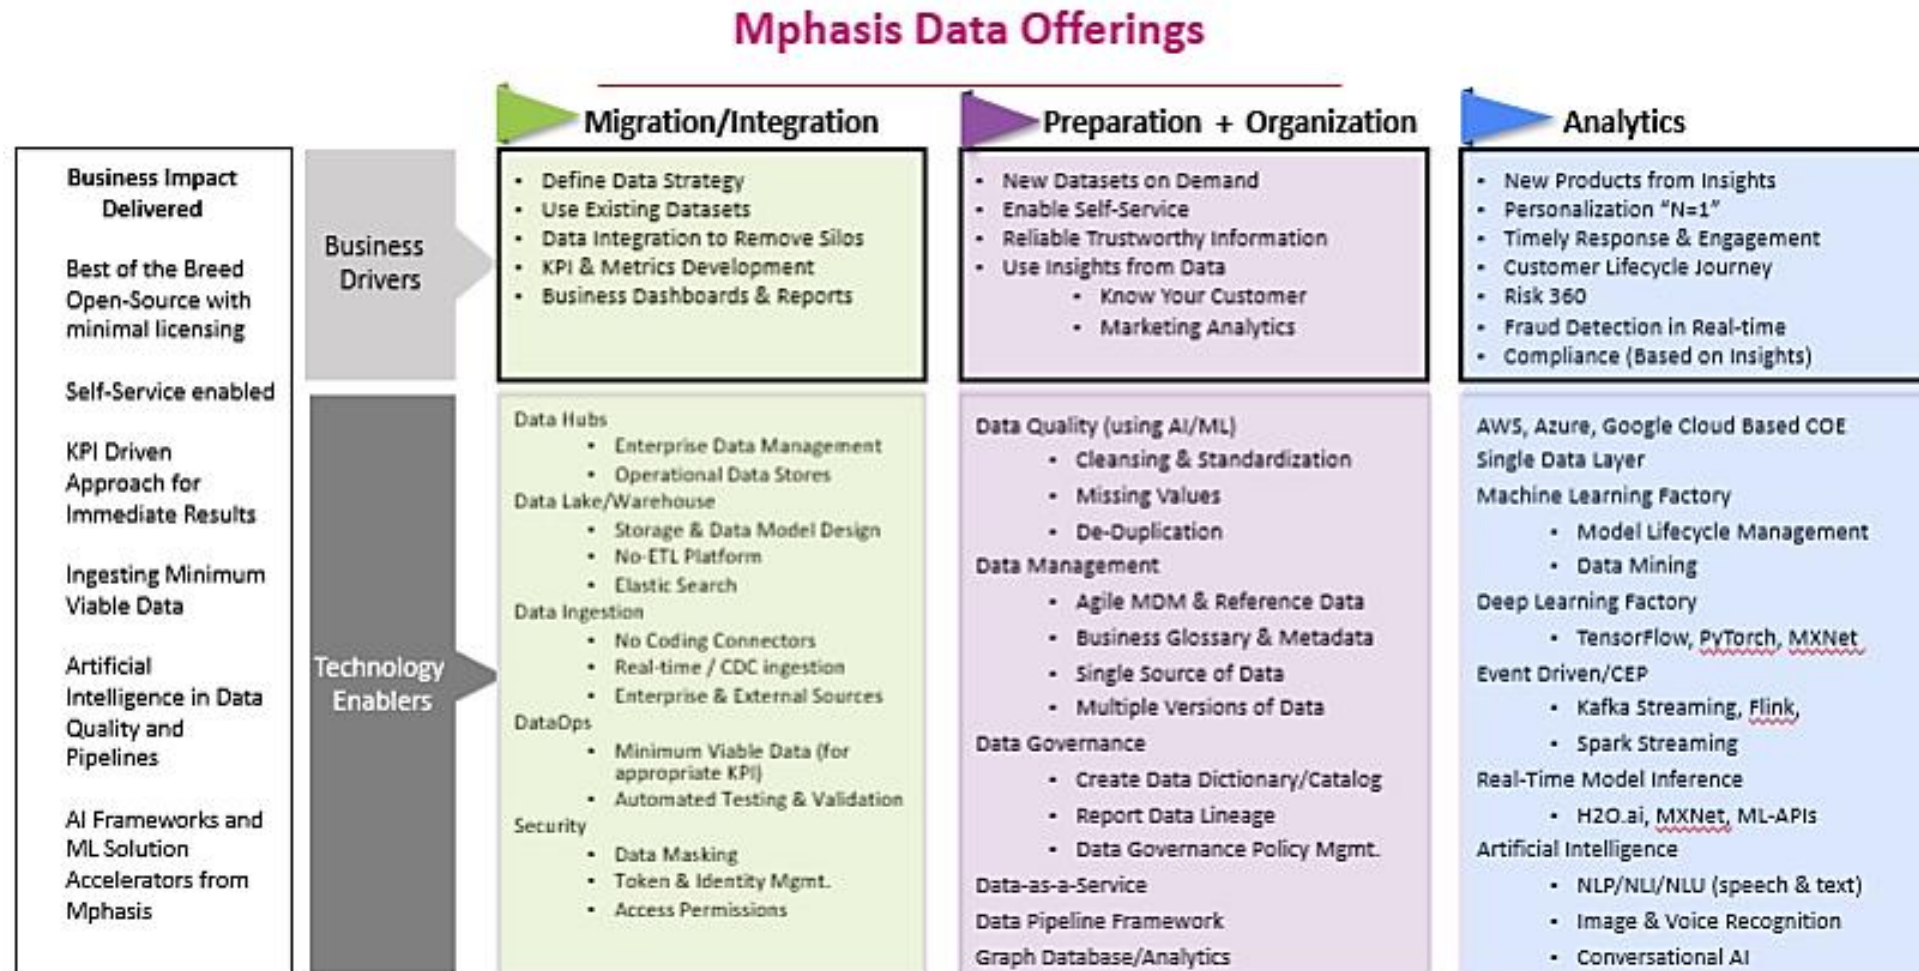 Mphasis Data Offerings
Business Impact
Delivered
Best of the Breed
Open-Source with
minimal licensing
Self-Service enabled
KPI Driven
Approach for
Immediate Results
Ingesting Minimum
Viable Data
Artificial
Intelligence in Data
Quality and
Pipelines
AI Frameworks and
ML Solution
Accelerators from
Mphasis
Business
Drivers
Technology
Enablers
Migration/Integration
• Define Data Strategy
• Use Existing Datasets
• Data Integration to Remove Silos
• KPI & Metrics Development
• Business Dashboards & Reports
Data Hubs
• Enterprise Data Management
• Operational Data Stores
Data Lake/Warehouse
• Storage & Data Model Design
• No-ETL Platform
• Elastic Search
Data Ingestion
• No Coding Connectors
• Real-time / CDC ingestion
• Enterprise & External Sources
DataOps
• Minimum Viable Data (for
appropriate KPI)
• Automated Testing & Validation
Security
• Data Masking
• Token & Identity Mgmt.
• Access Permissions
Preparation + Organization
• New Datasets on Demand
• Enable Self-Service
• Reliable Trustworthy Information
• Use Insights from Data
• Know Your Customer
• Marketing Analytics
Data Quality (using AI/ML)
• Cleansing & Standardization
• Missing Values
• De-Duplication
Data Management
• Agile MDM & Reference Data
• Business Glossary & Metadata
• Single Source of Data
• Multiple Versions of Data
Data Governance
• Create Data Dictionary/Catalog
• Report Data Lineage
• Data Governance Policy Mgmt.
Data-as-a-Service
Data Pipeline Framework
Graph Database/Analytics
Analytics
• New Products from Insights
• Personalization “N=1”
• Timely Response & Engagement
• Customer Lifecycle Journey
• Risk 360
• Fraud Detection in Real-time
• Compliance (Based on Insights)
AWS, Azure, Google Cloud Based COE
Single Data Layer
Machine Learning Factory
• Model Lifecycle Management
• Data Mining
Deep Learning Factory
• TensorFlow, PyTorch, MXNet
Event Driven/CEP
• Kafka Streaming, Flink,
• Spark Streaming
Real-Time Model Inference
• H2O.ai, MXNet, ML-APIs
Artificial Intelligence
• NLP/NLI/NLU (speech & text)
• Image & Voice Recognition
• Conversational AI